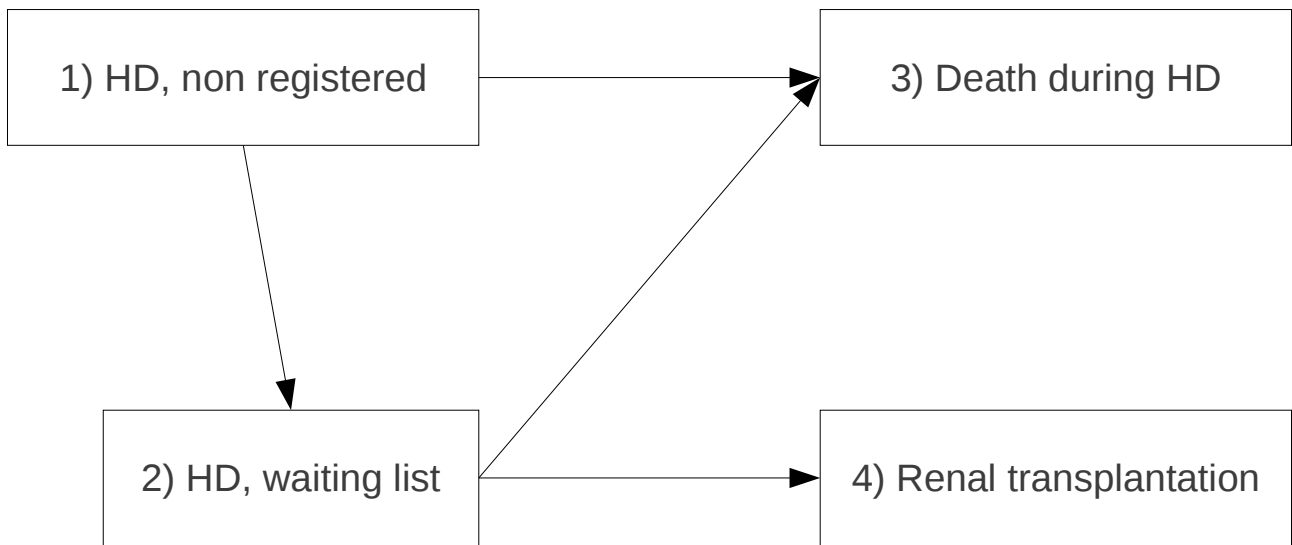 1) HD, non registered
3) Death during HD
2) HD, waiting list
4) Renal transplantation